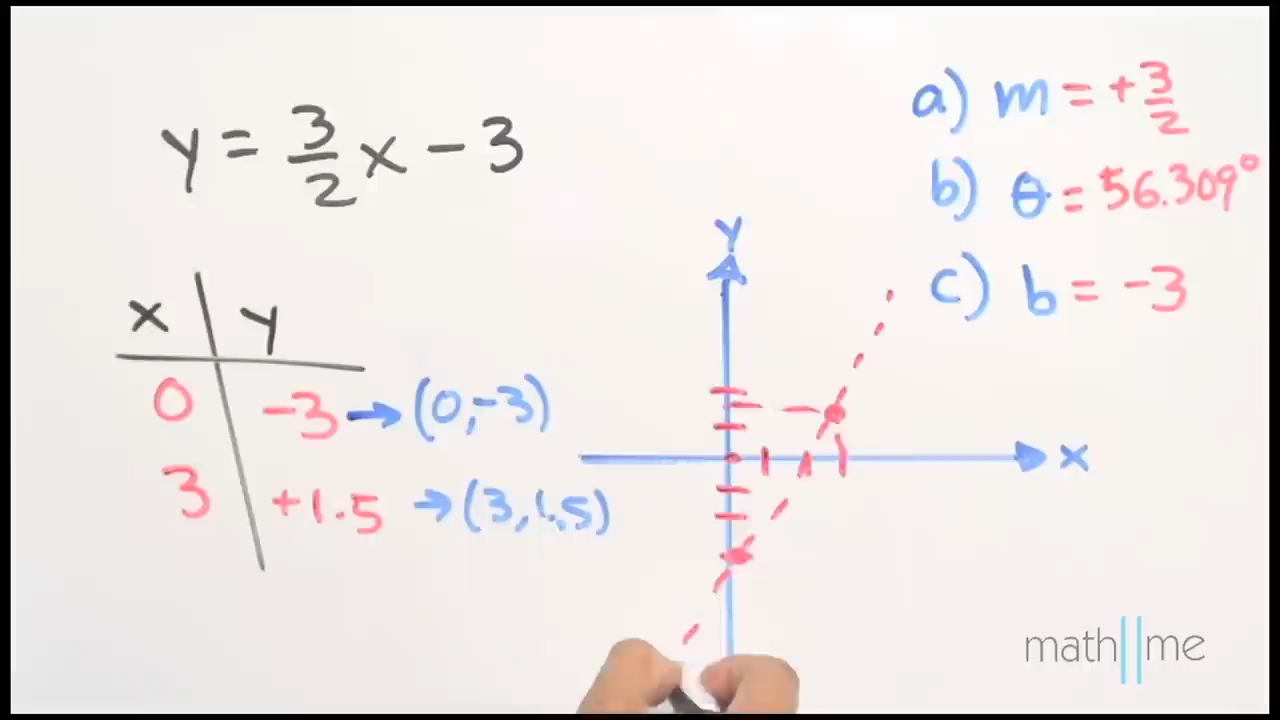 y = 3/2 x - 3
a) m = + 3/2
b) θ = 56.309°
c) b = -3
x y
0 -3 → (0,-3)
3 +1.5 → (3,1.5)
y
x
math||me